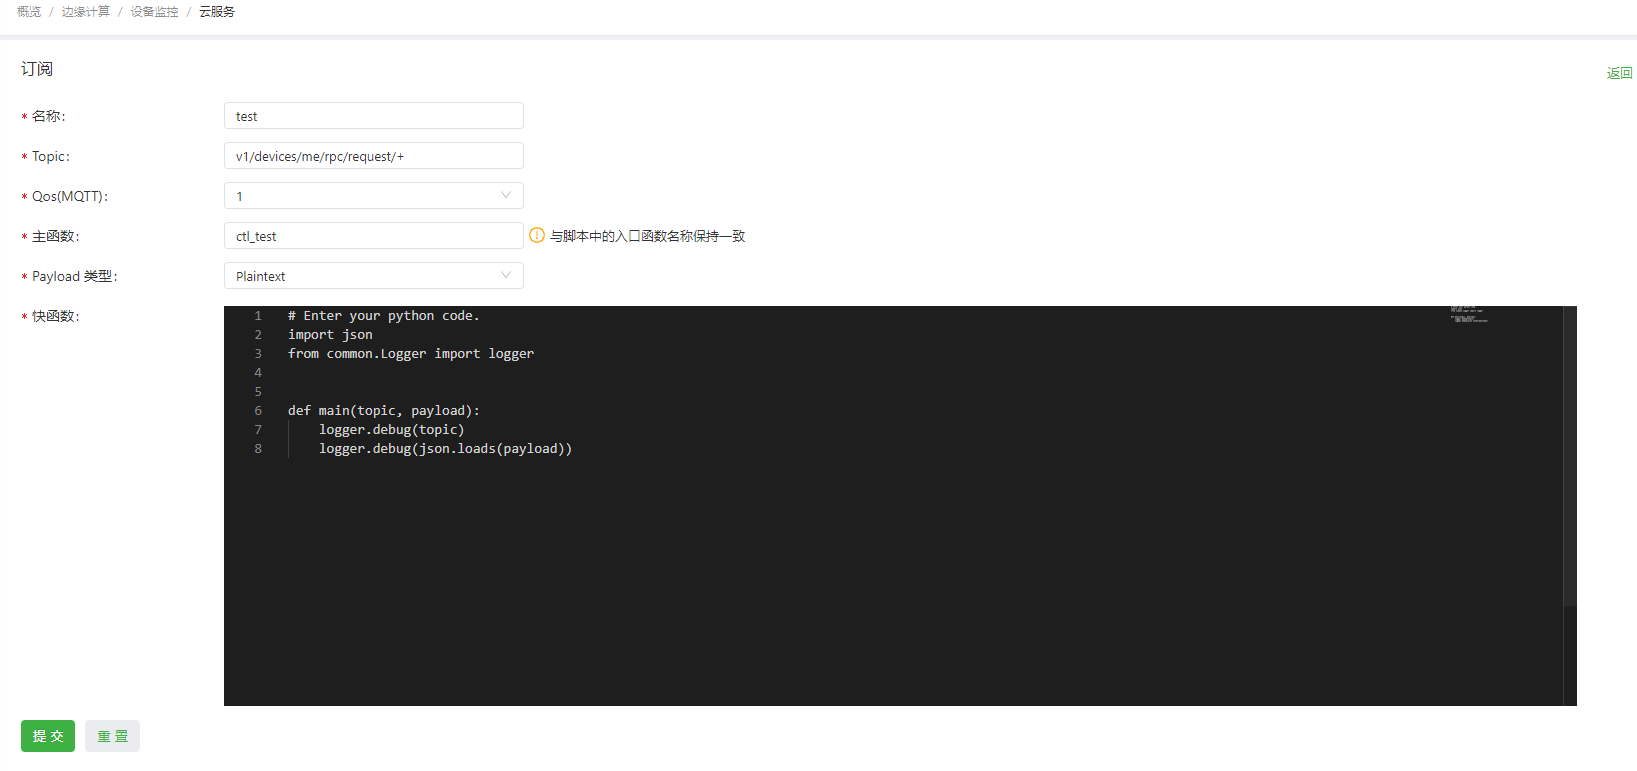 概览 / 边缘计算 / 设备监控 / 云服务
订阅
返回
* 名称: test
* Topic: v1/devices/me/rpc/request/+
* Qos(MQTT): 1
* 主函数: ctl_test 与脚本中的入口函数名称保持一致
* Payload 类型: Plaintext
* 快函数:
1 # Enter your python code.
2 import json
3 from common.Logger import logger
4
5
6 def main(topic, payload):
7 logger.debug(topic)
8 logger.debug(json.loads(payload))
提 交 重 置